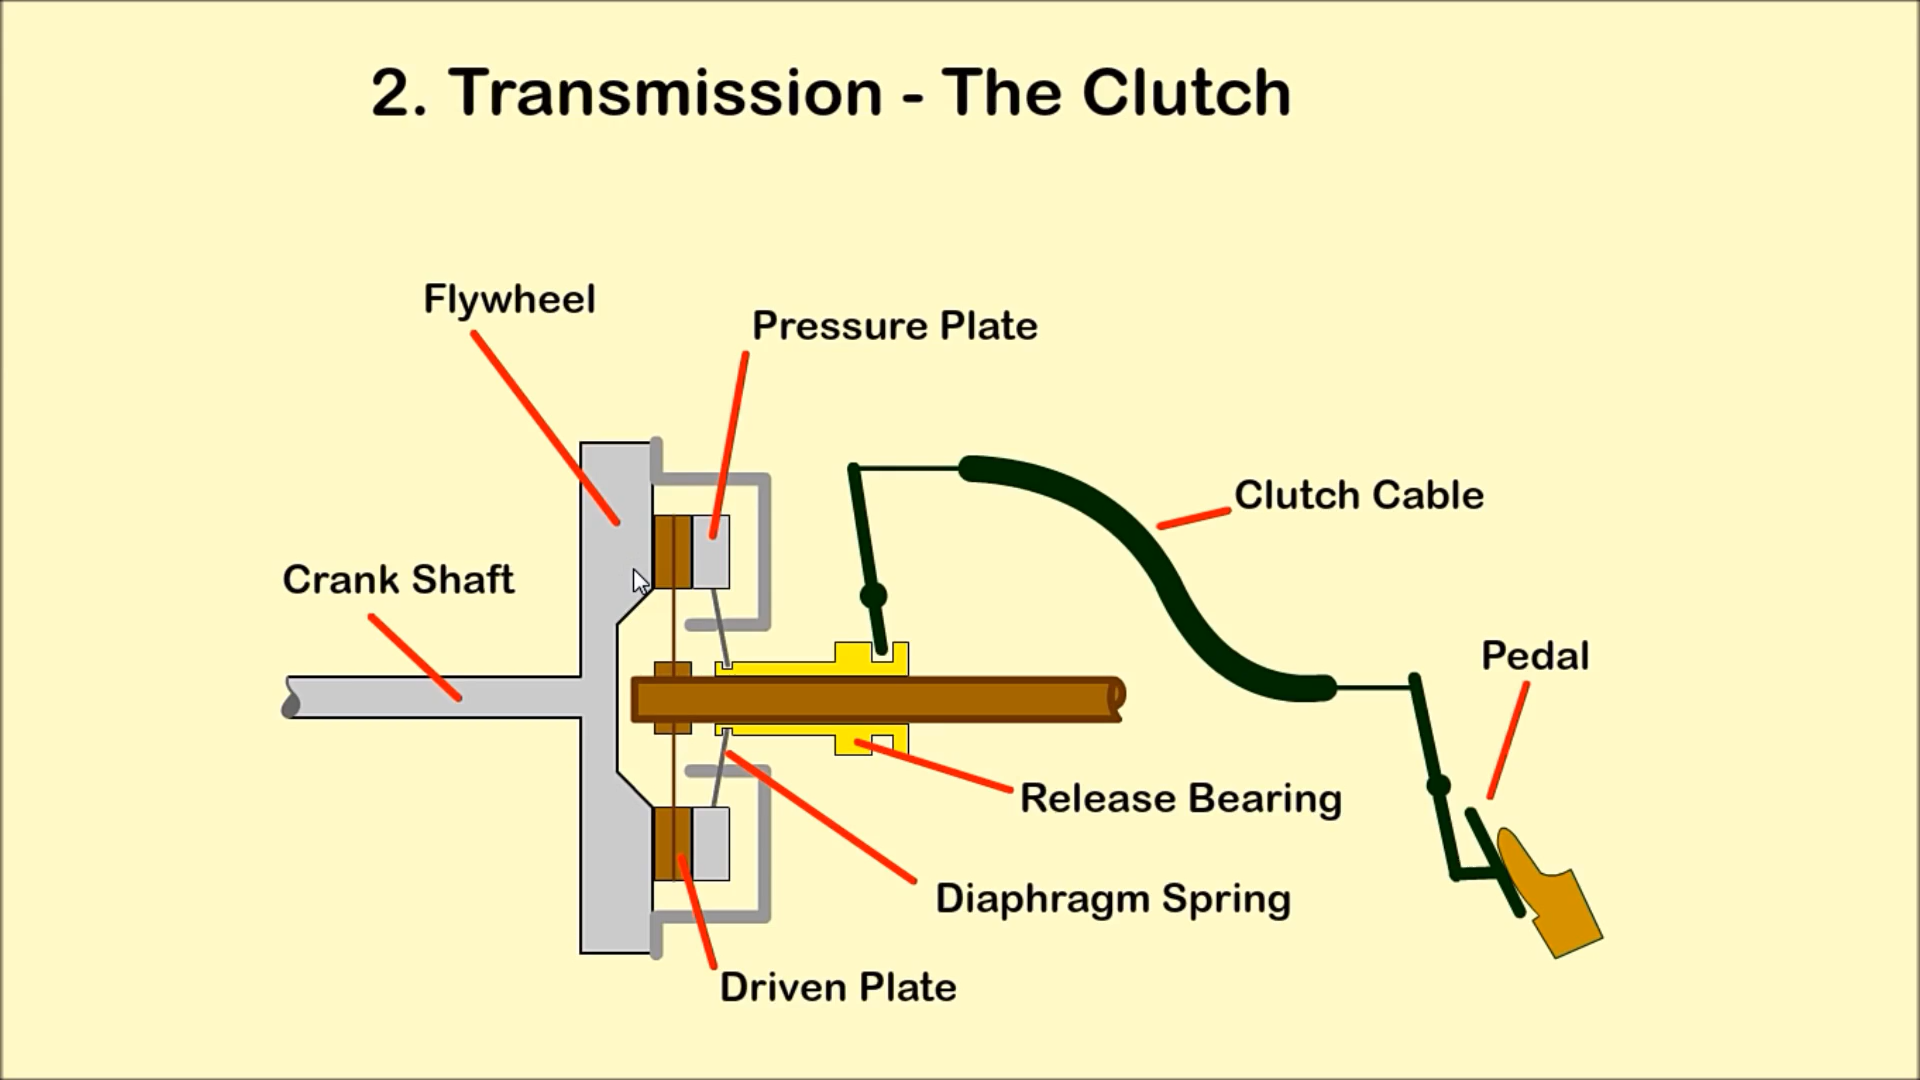 2. Transmission - The Clutch
Flywheel
Pressure Plate
Clutch Cable
Crank Shaft
Pedal
Release Bearing
Diaphragm Spring
Driven Plate